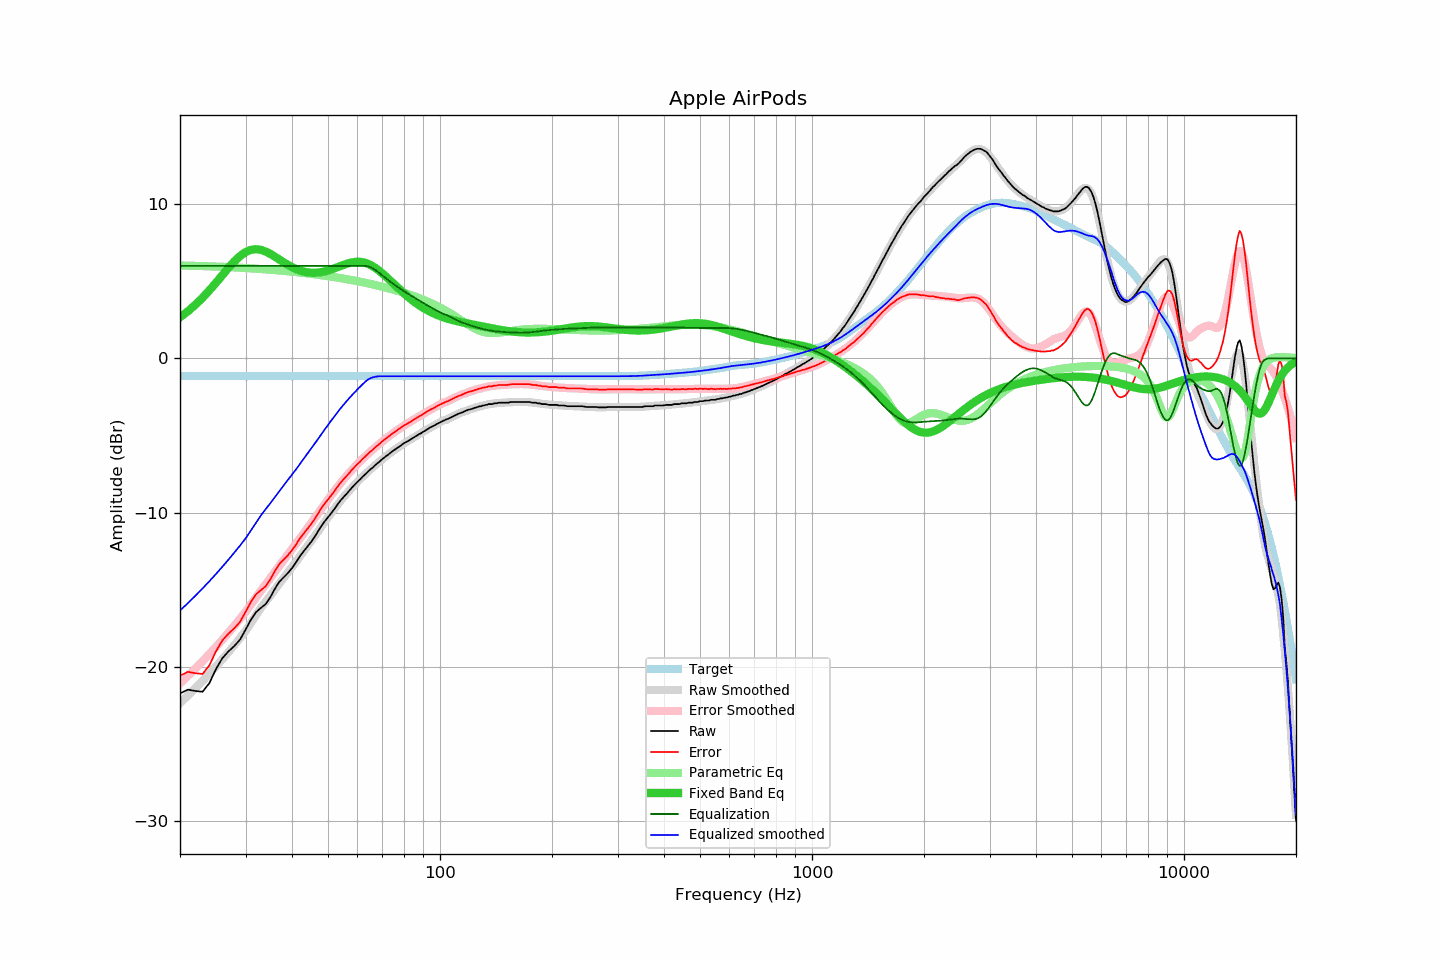 Apple AirPods
Amplitude (dBr)
10
0
−10
−20
−30
100
1000
10000
Frequency (Hz)
Target
Raw Smoothed
Error Smoothed
Raw
Error
Parametric Eq
Fixed Band Eq
Equalization
Equalized smoothed